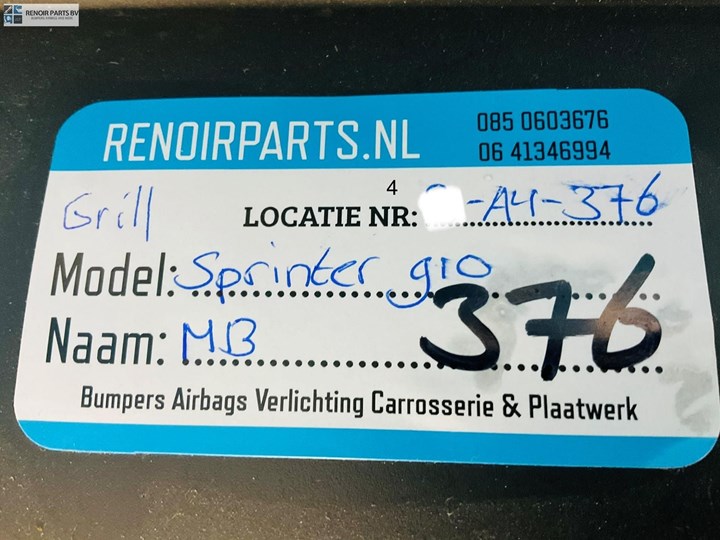 RENOIR PARTS BV
RENOIRPARTS.NL
085 0603676
06 41346994
Grill
4
LOCATIE NR: -A4-376
Model: Sprinter 910
376
Naam: MB
Bumpers Airbags Verlichting Carrosserie & Plaatwerk